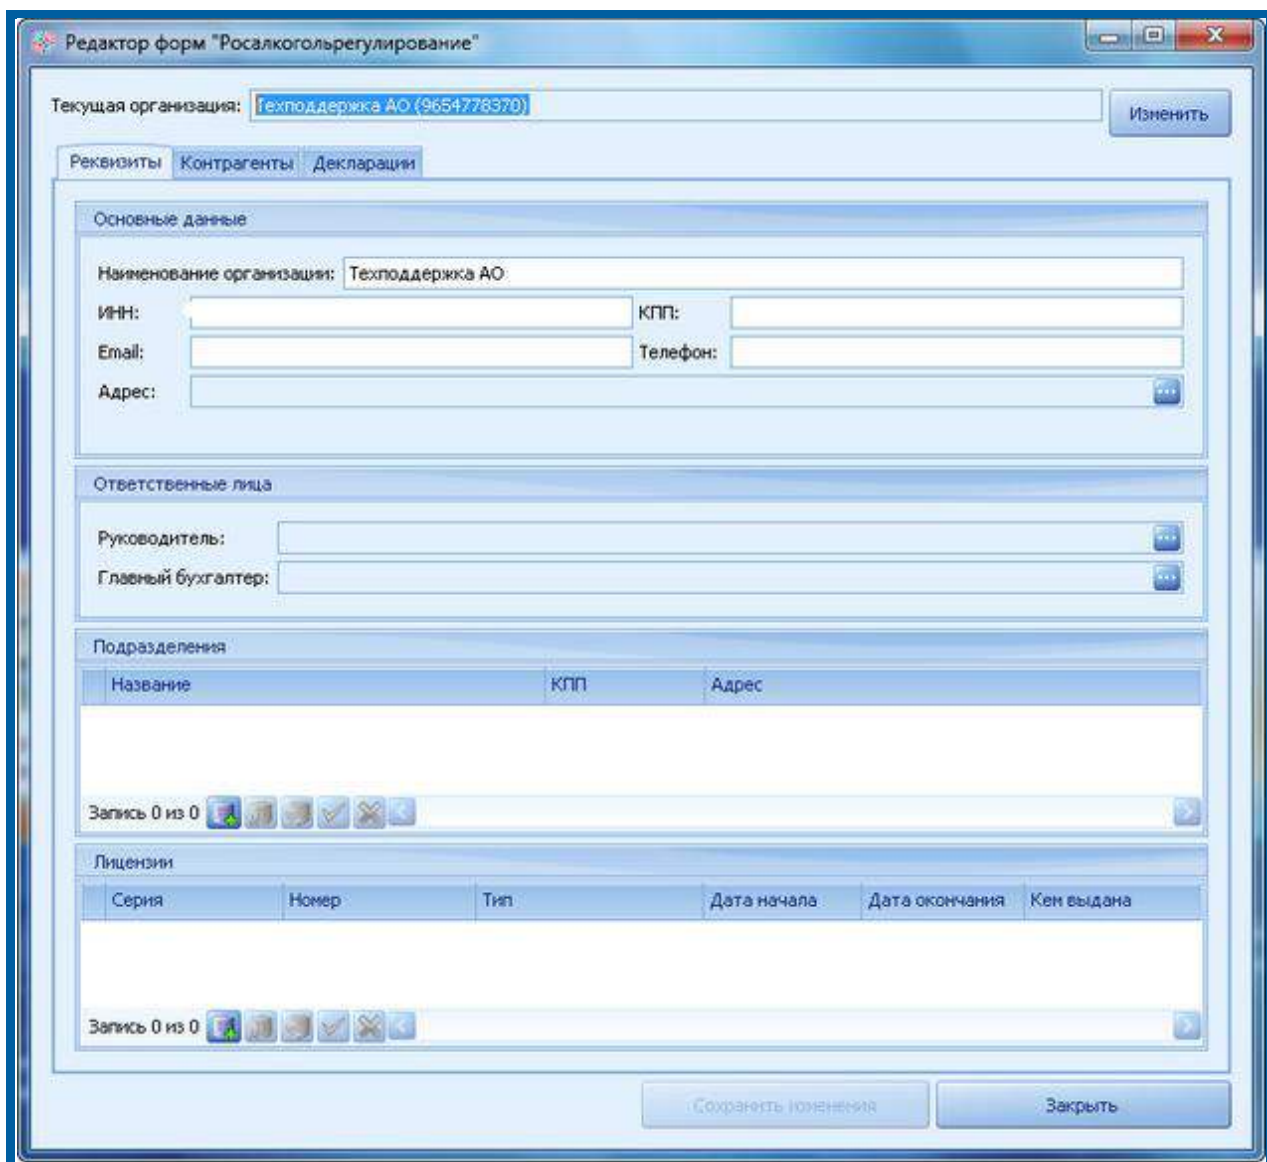 Редактор форм "Росалкогольрегулирование"
Текущая организация: Техподдержка АО (9654778370)
Изменить
Реквизиты Контрагенты Декларации
Основные данные
Наименование организации: Техподдержка АО
ИНН: КПП:
Email: Телефон:
Адрес:
Ответственные лица
Руководитель:
Главный бухгалтер:
Подразделения
Название КПП Адрес
Запись 0 из 0
Лицензии
Серия Номер Тип Дата начала Дата окончания Кем выдана
Запись 0 из 0
Сохранить изменения Закрыть